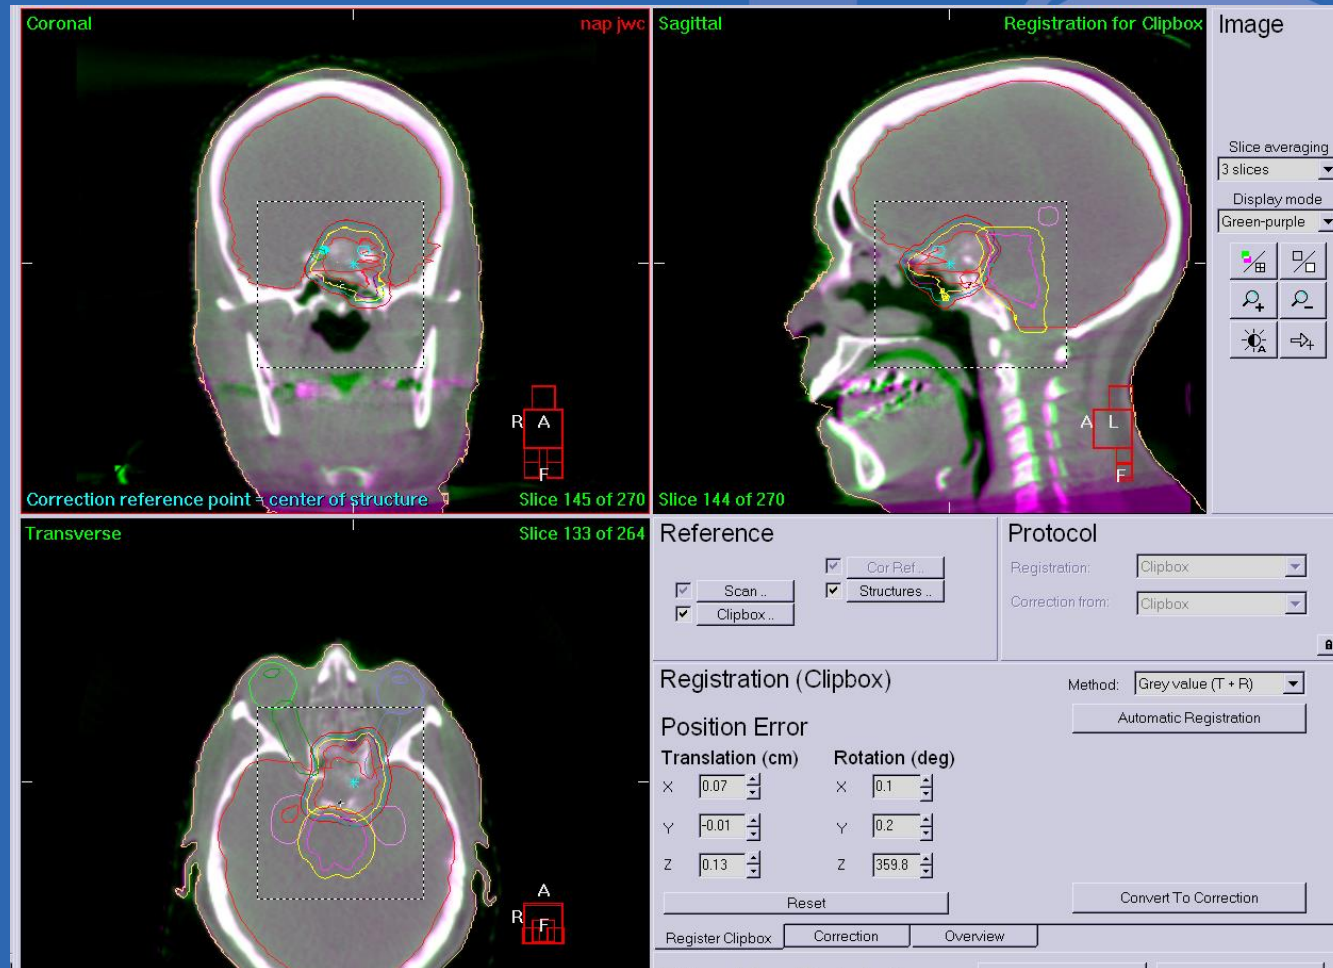 Coronal
nap jwc
Sagittal
Registration for Clipbox
Image
Slice averaging
3 slices
Display mode
Green-purple
A
R A
F
Correction reference point = center of structure
Slice 145 of 270
A L
F
Slice 144 of 270
Transverse
Slice 133 of 264
A
R F
Reference
Cor Ref ..
Scan ..
Structures ..
Clipbox ..
Protocol
Registration: Clipbox
Correction from: Clipbox
Registration (Clipbox)
Method: Grey value (T + R)
Automatic Registration
Position Error
Translation (cm) Rotation (deg)
X 0.07 X 0.1
Y -0.01 Y 0.2
Z 0.13 Z 359.8
Reset
Convert To Correction
Register Clipbox Correction Overview